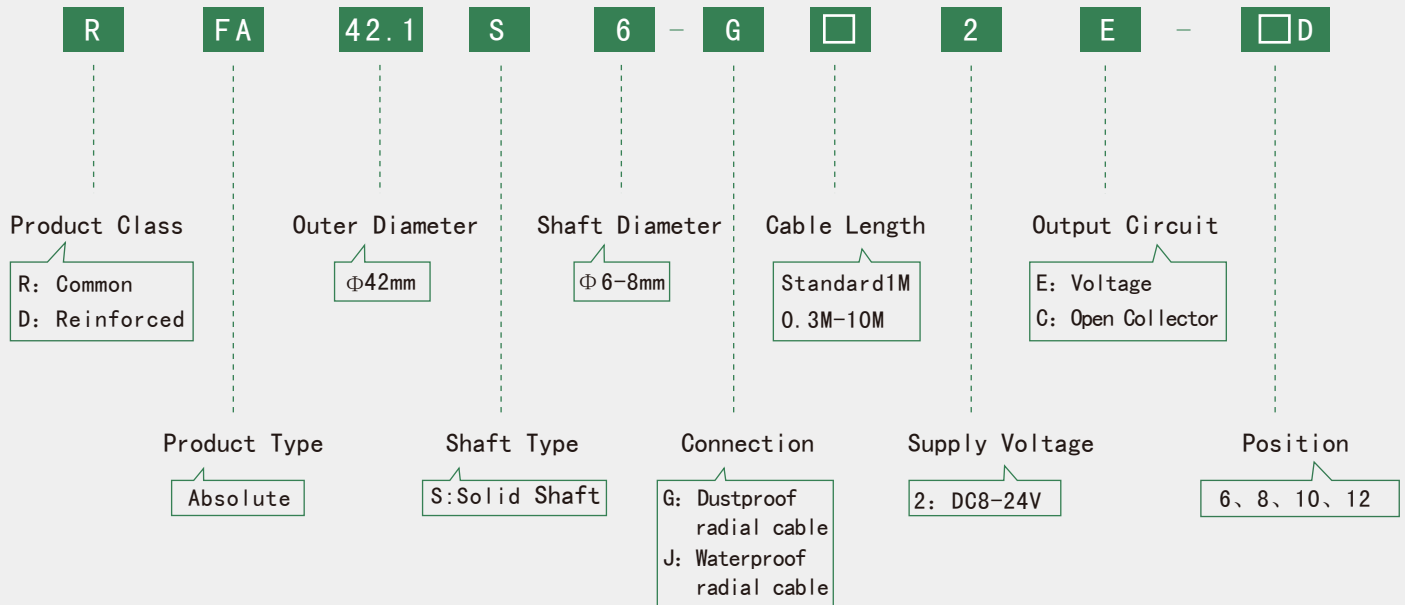 R FA 42.1 S 6 - G □ 2 E - □D
Product Class
R: Common
D: Reinforced
Outer Diameter
Φ42mm
Shaft Diameter
Φ6-8mm
Cable Length
Standard1M
0.3M-10M
Output Circuit
E: Voltage
C: Open Collector
Product Type
Absolute
Shaft Type
S:Solid Shaft
Connection
G: Dustproof
radial cable
J: Waterproof
radial cable
Supply Voltage
2: DC8-24V
Position
6、8、10、12